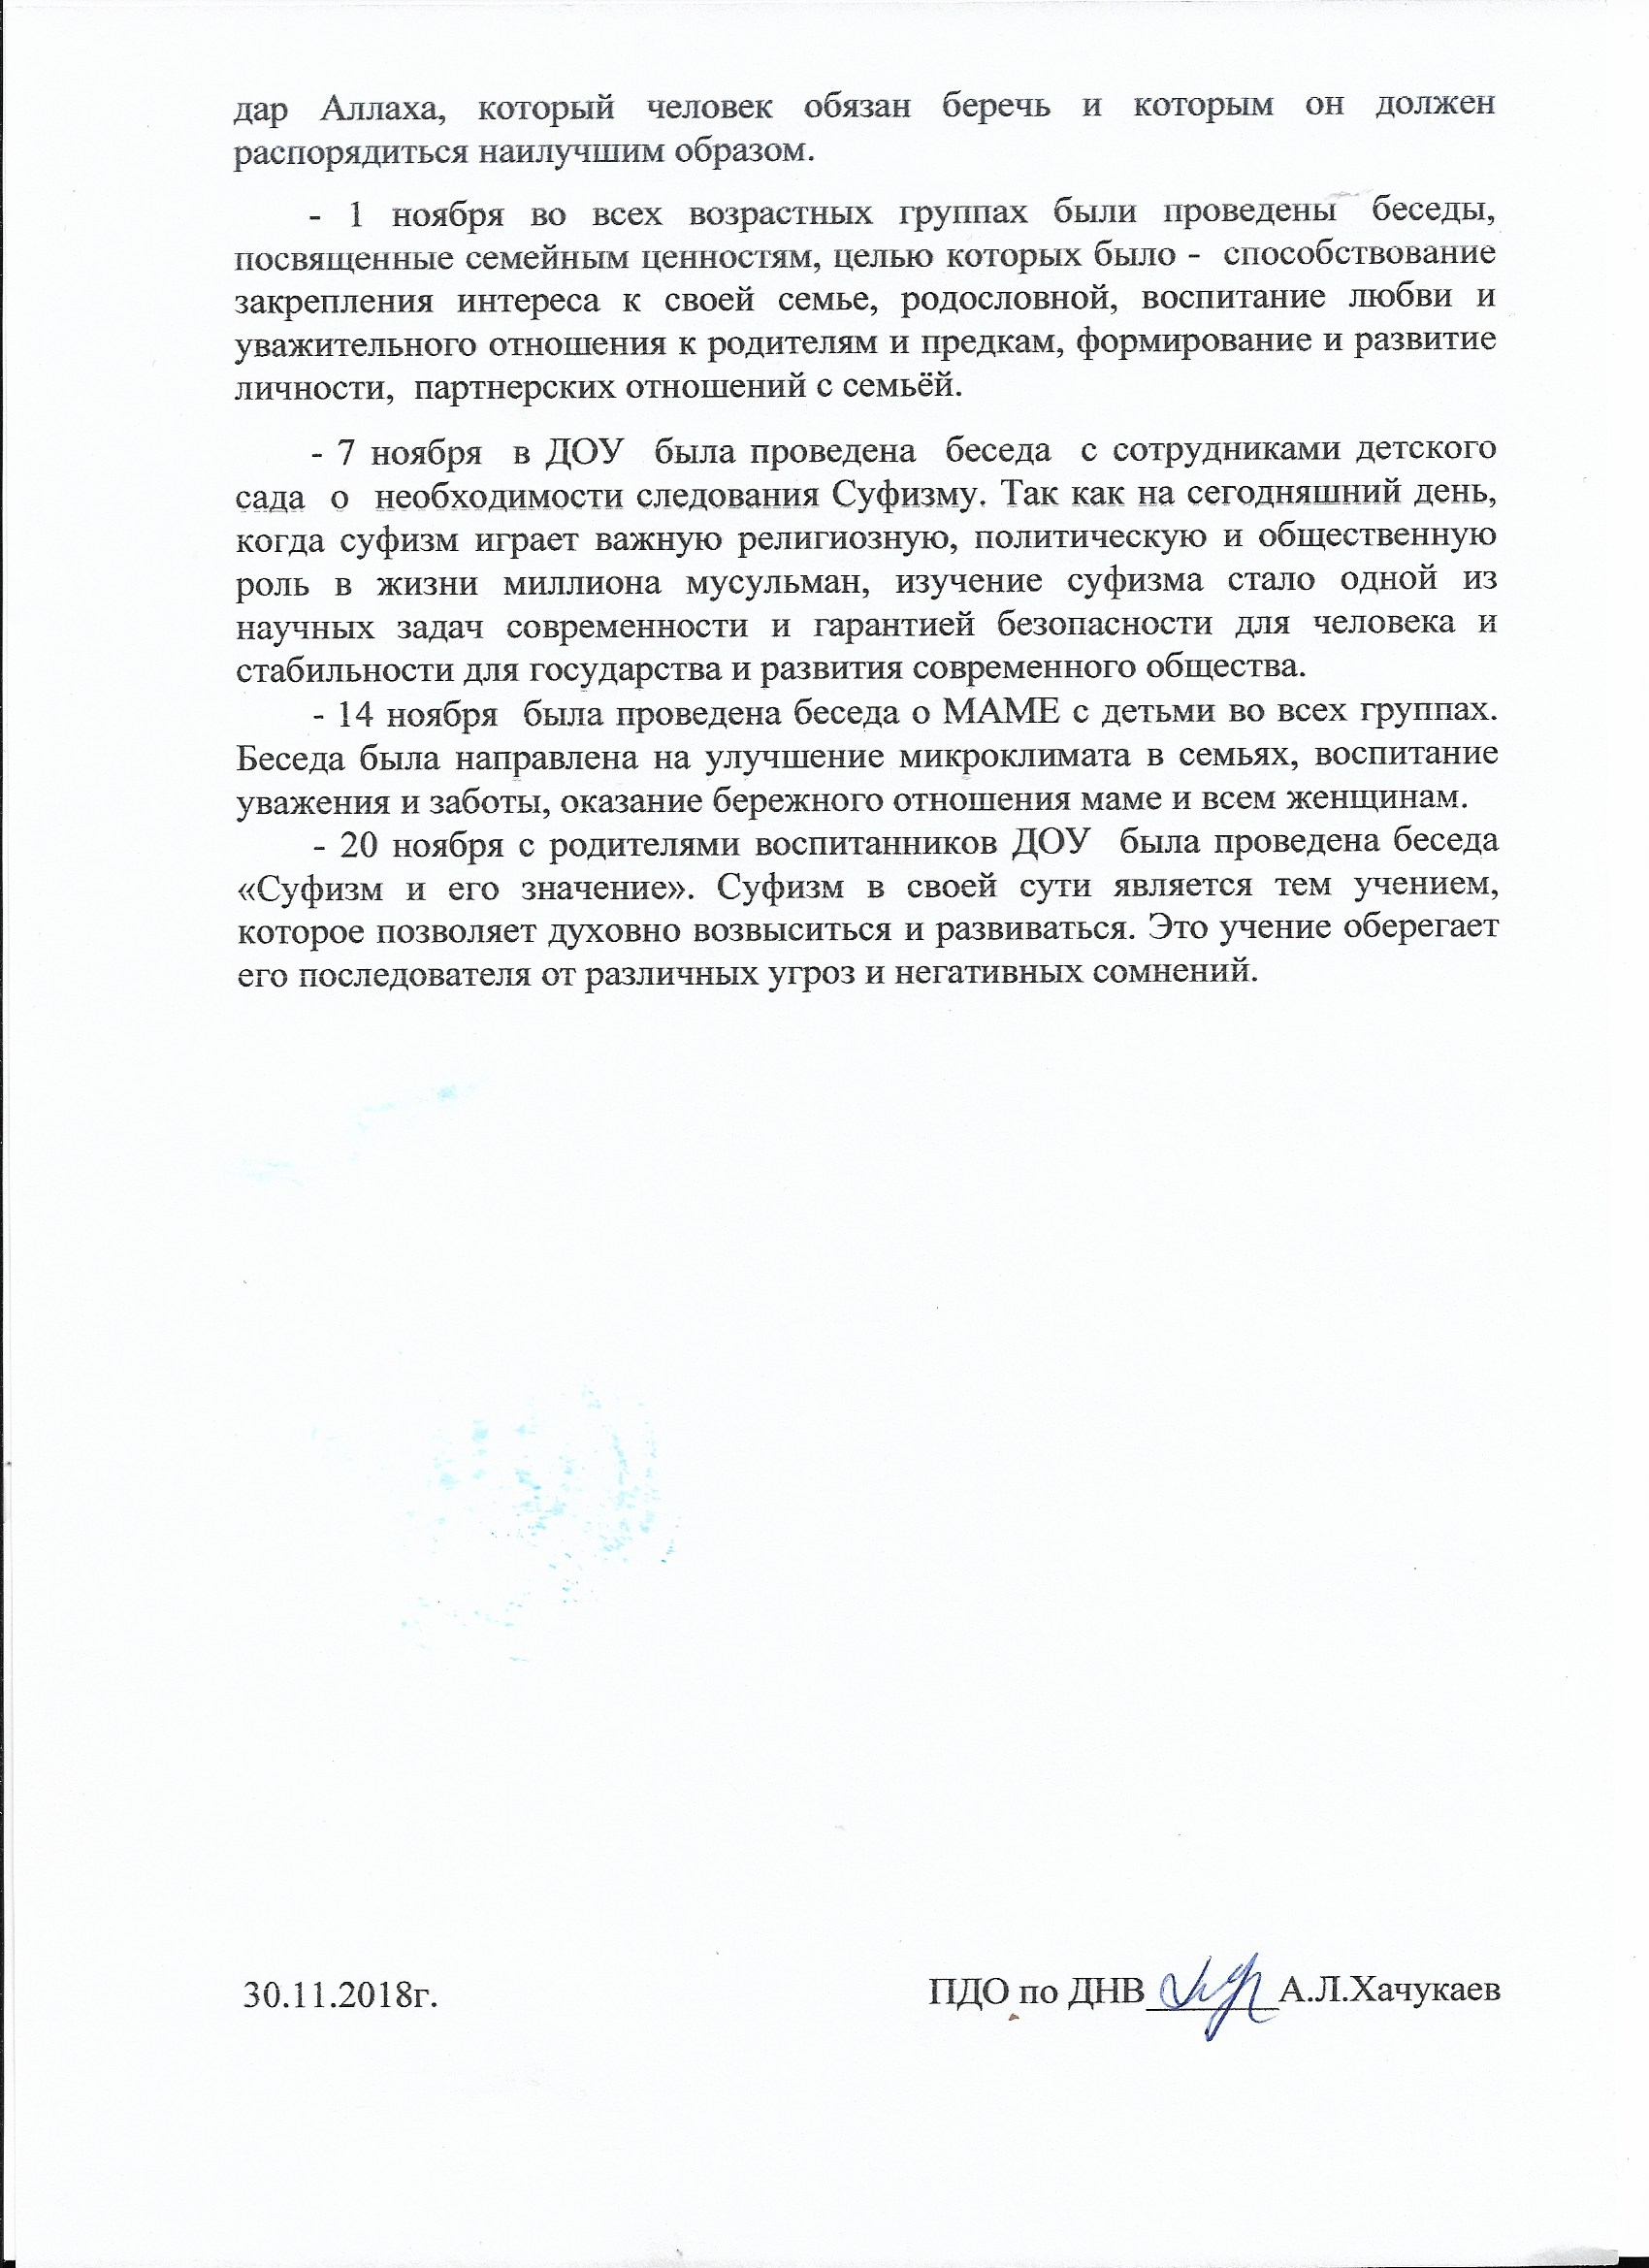 дар Аллаха, который человек обязан беречь и которым он должен
распорядиться наилучшим образом.
- 1 ноября во всех возрастных группах были проведены беседы,
посвященные семейным ценностям, целью которых было - способствование
закрепления интереса к своей семье, родословной, воспитание любви и
уважительного отношения к родителям и предкам, формирование и развитие
личности, партнерских отношений с семьёй.
- 7 ноября в ДОУ была проведена беседа с сотрудниками детского
сада о необходимости следования Суфизму. Так как на сегодняшний день,
когда суфизм играет важную религиозную, политическую и общественную
роль в жизни миллиона мусульман, изучение суфизма стало одной из
научных задач современности и гарантией безопасности для человека и
стабильности для государства и развития современного общества.
- 14 ноября была проведена беседа о МАМЕ с детьми во всех группах.
Беседа была направлена на улучшение микроклимата в семьях, воспитание
уважения и заботы, оказание бережного отношения маме и всем женщинам.
- 20 ноября с родителями воспитанников ДОУ была проведена беседа
«Суфизм и его значение». Суфизм в своей сути является тем учением,
которое позволяет духовно возвыситься и развиваться. Это учение оберегает
его последователя от различных угроз и негативных сомнений.
30.11.2018г. ПДО по ДНВ_______А.Л.Хачукаев